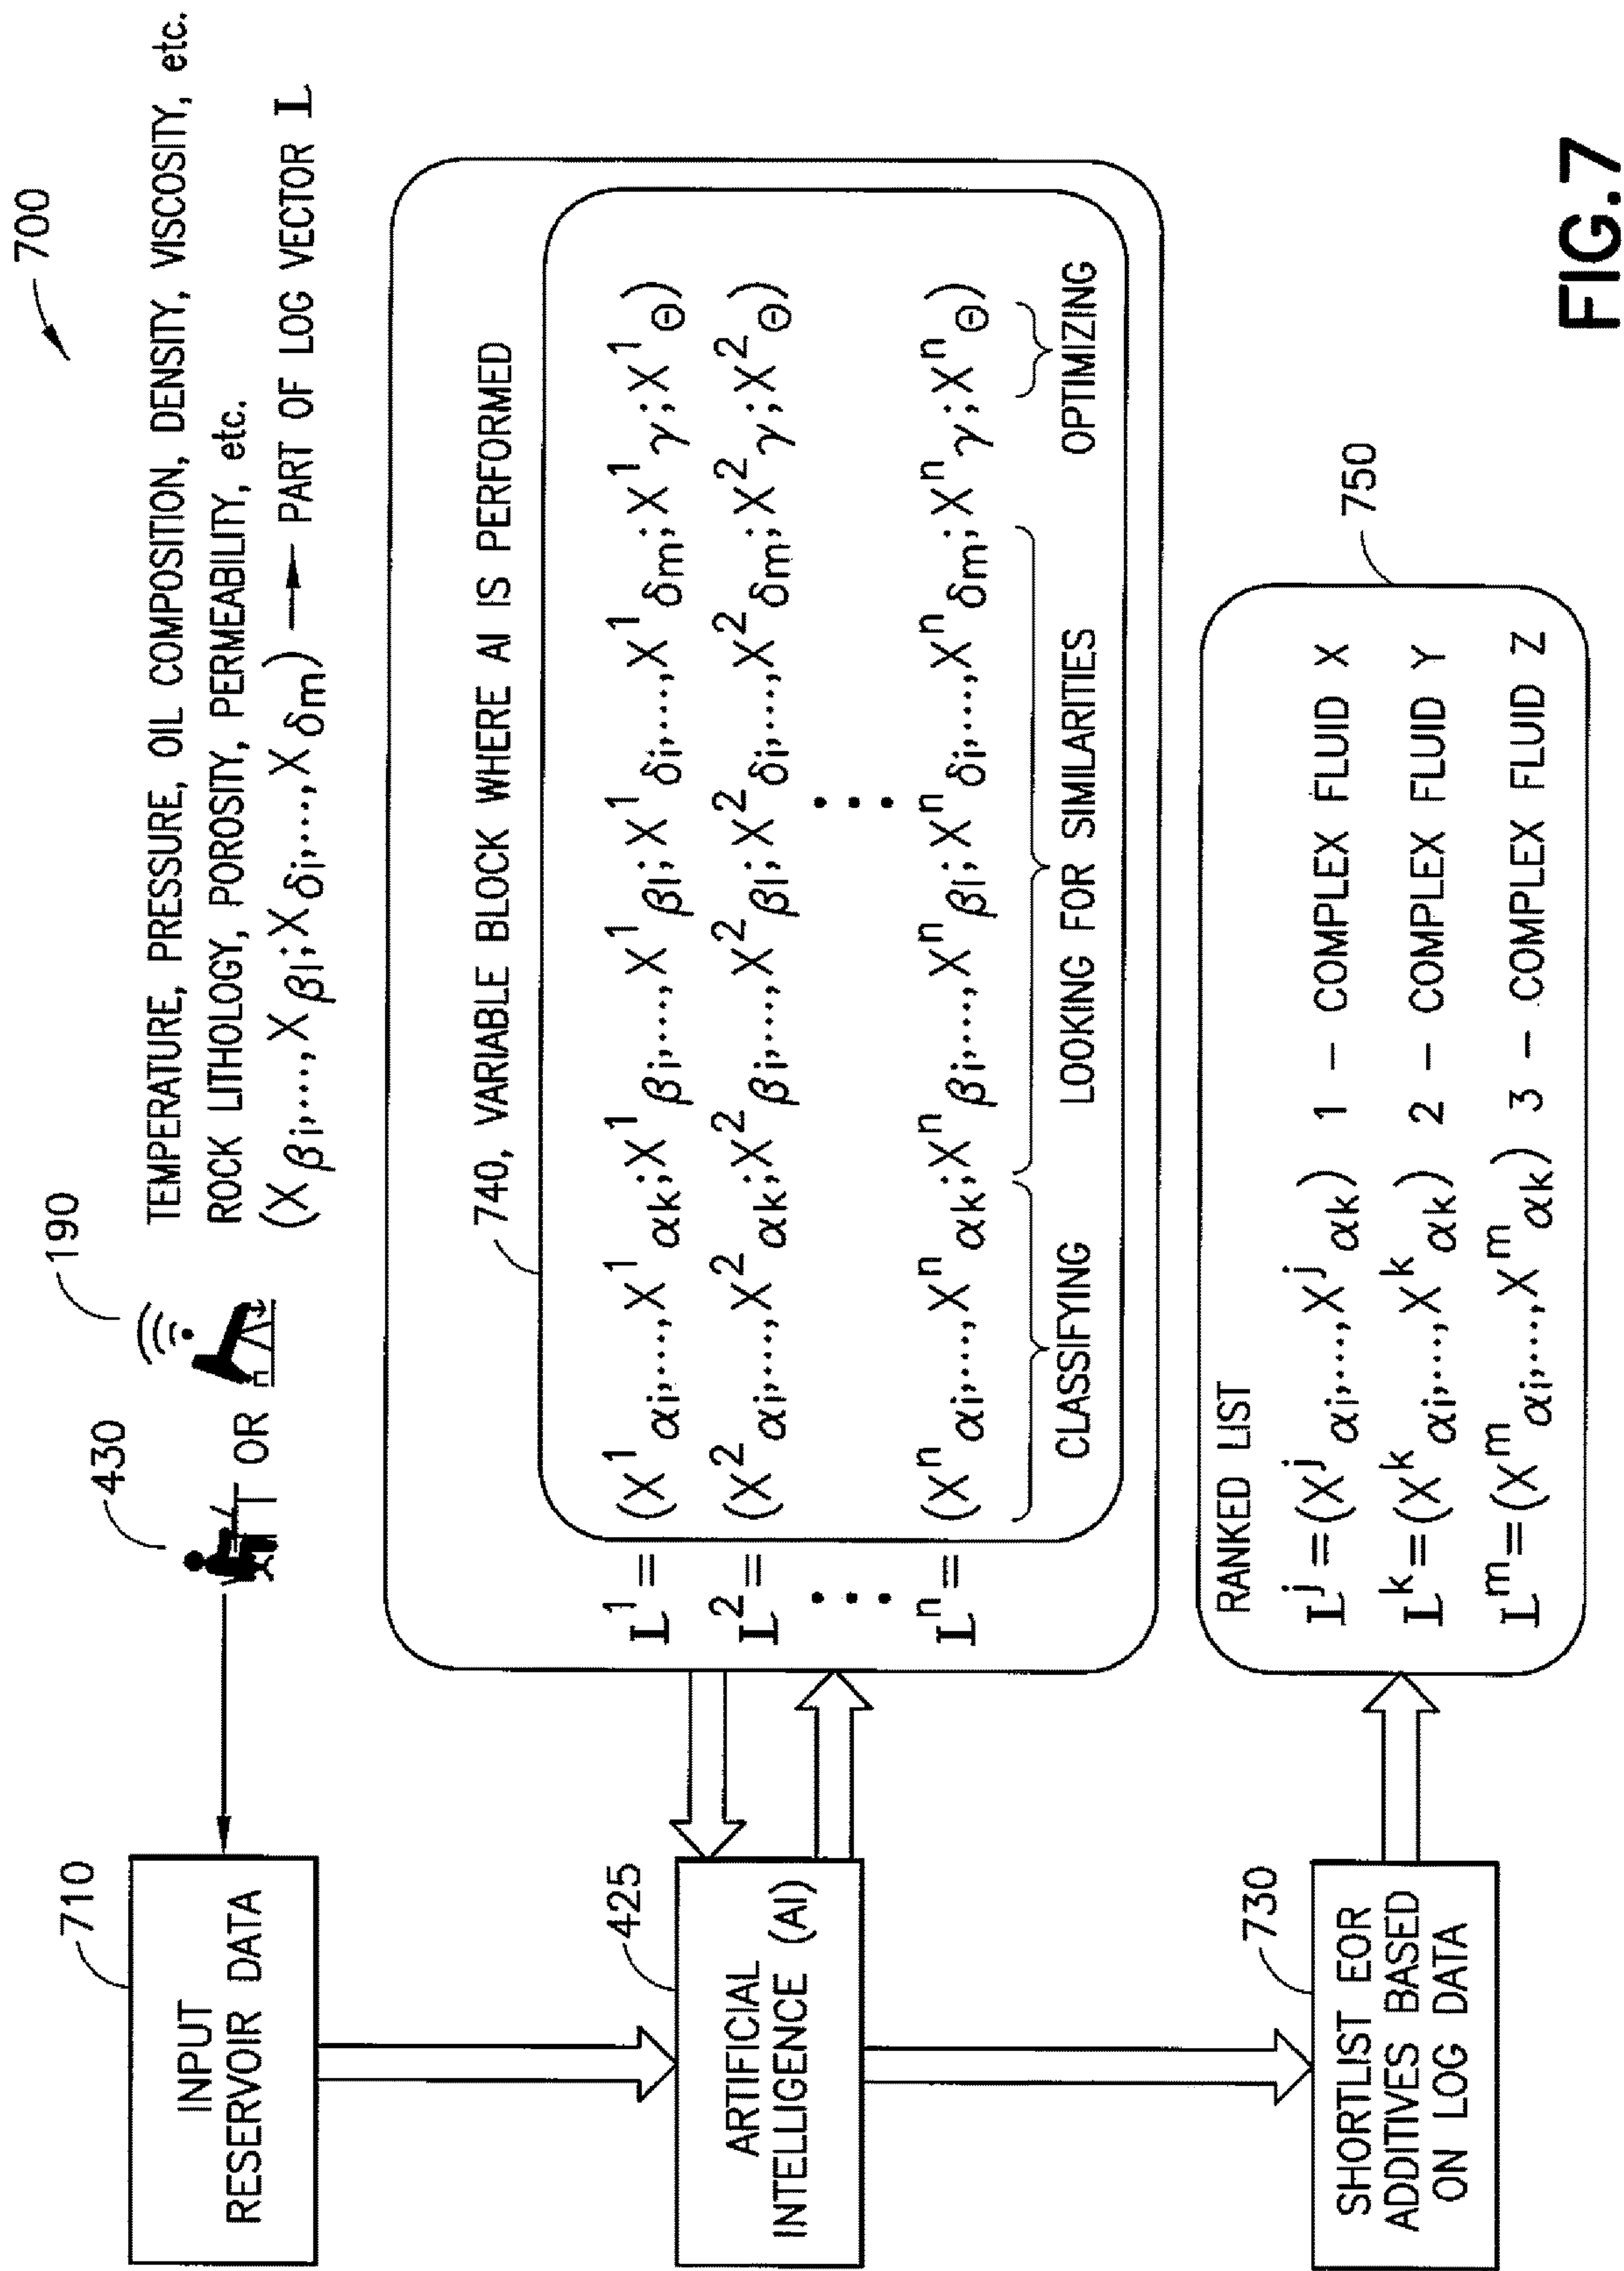 700
430
190
710
INPUT
RESERVOIR DATA
OR
TEMPERATURE, PRESSURE, OIL COMPOSITION, DENSITY, VISCOSITY, etc.
ROCK LITHOLOGY, POROSITY, PERMEABILITY, etc.
(X βi,...,X βl;X δi,...,X δm) → PART OF LOG VECTOR L
425
ARTIFICIAL
INTELLIGENCE (AI)
740, VARIABLE BLOCK WHERE AI IS PERFORMED
L¹= (X¹αi,...,X¹αk;X¹βi,...,X¹βl;X¹δi,...,X¹δm;X¹γ;X¹Θ)
L²= (X²αi,...,X²αk;X²βi,...,X²βl;X²δi,...,X²δm;X²γ;X²Θ)
Lⁿ= (Xⁿαi,...,Xⁿαk;Xⁿβi,...,Xⁿβl;Xⁿδi,...,Xⁿδm;Xⁿγ;XⁿΘ)
CLASSIFYING LOOKING FOR SIMILARITIES OPTIMIZING
730
SHORTLIST EOR
ADDITIVES BASED
ON LOG DATA
750
RANKED LIST
Lʲ=(Xʲαi,...,Xʲαk) 1 – COMPLEX FLUID X
Lᵏ=(Xᵏαi,...,Xᵏαk) 2 – COMPLEX FLUID Y
Lᵐ=(Xᵐαi,...,Xᵐαk) 3 – COMPLEX FLUID Z
FIG.7